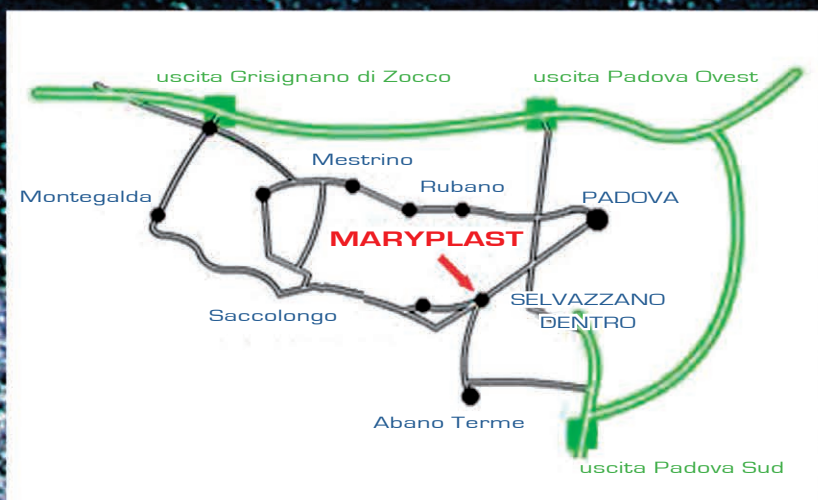 uscita Grisignano di Zocco
uscita Padova Ovest
Mestrino
Rubano
Montegalda
PADOVA
MARYPLAST
SELVAZZANO
DENTRO
Saccolongo
Abano Terme
uscita Padova Sud